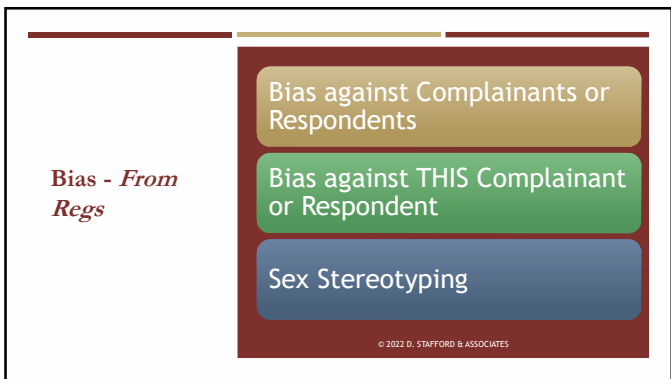 Bias - From
Regs
Bias against Complainants or
Respondents
Bias against THIS Complainant
or Respondent
Sex Stereotyping
© 2022 D. STAFFORD & ASSOCIATES